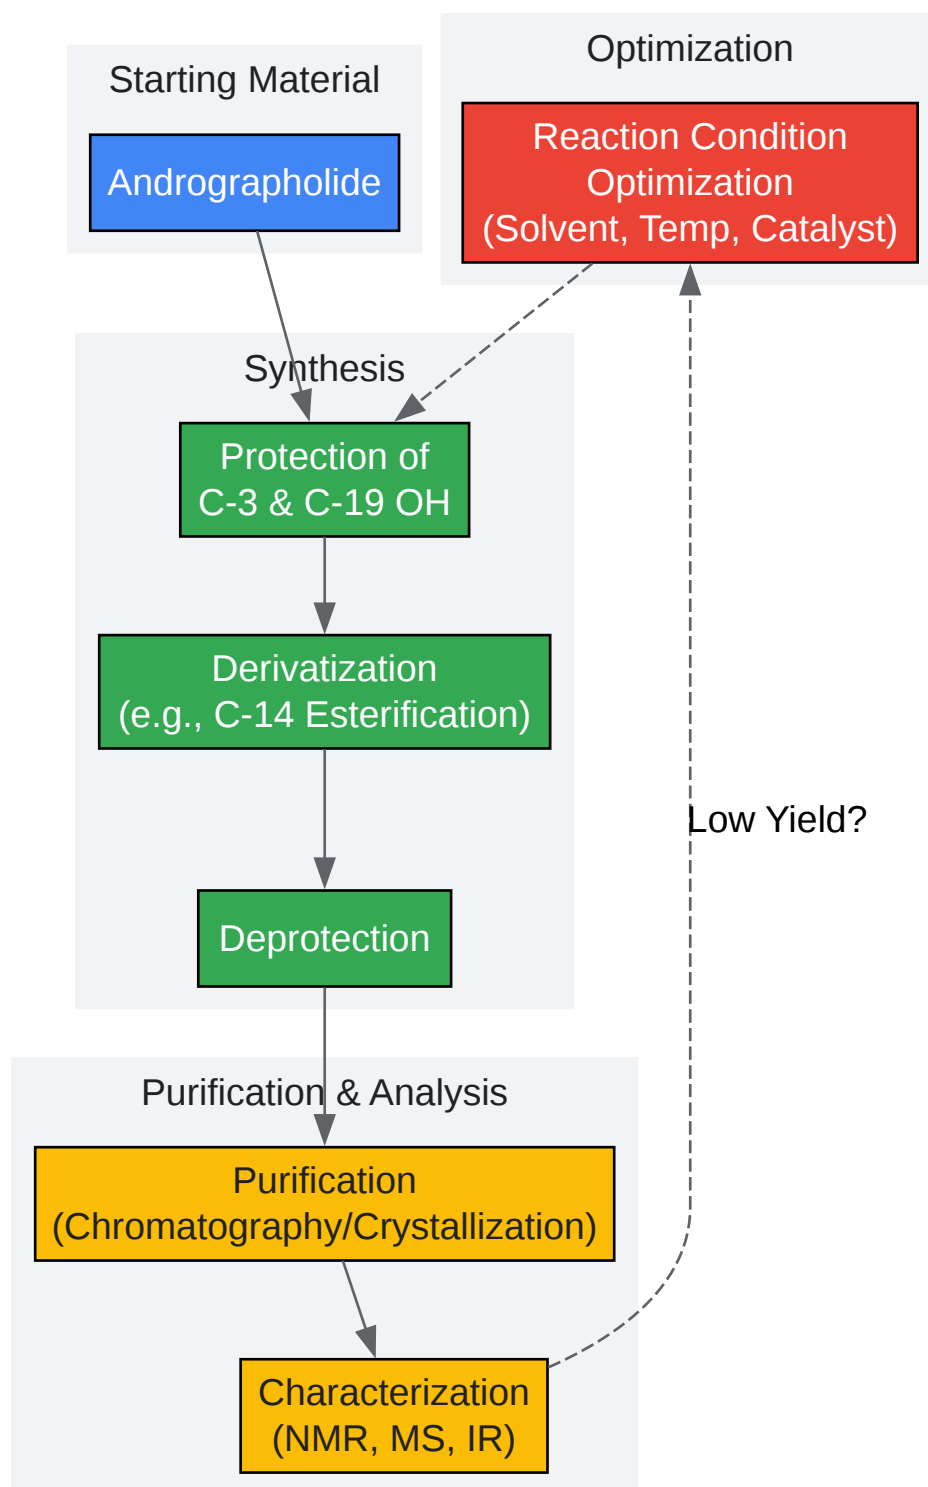 Starting Material
Andrographolide
Optimization
Reaction Condition
Optimization
(Solvent, Temp, Catalyst)
Synthesis
Protection of
C-3 & C-19 OH
Derivatization
(e.g., C-14 Esterification)
Low Yield?
Deprotection
Purification & Analysis
Purification
(Chromatography/Crystallization)
Characterization
(NMR, MS, IR)